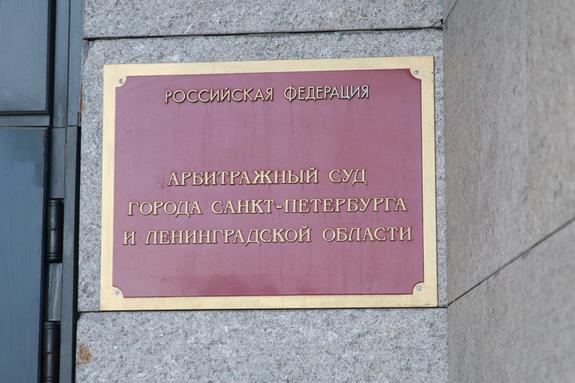 РОССИЙСКАЯ ФЕДЕРАЦИЯ
АРБИТРАЖНЫЙ СУД
ГОРОДА САНКТ-ПЕТЕРБУРГА
И ЛЕНИНГРАДСКОЙ ОБЛАСТИ